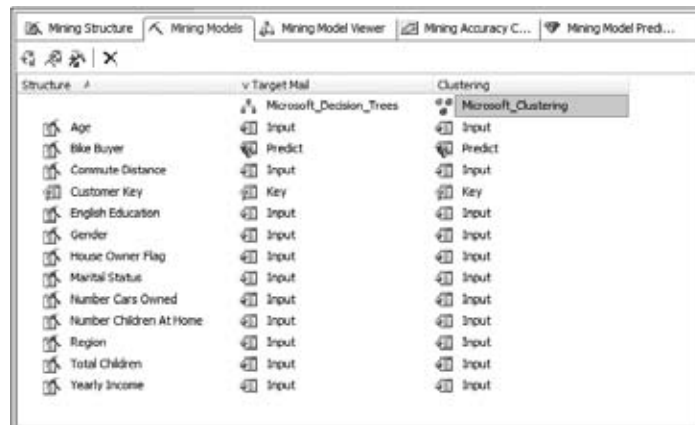 Mining Structure Mining Models Mining Model Viewer Mining Accuracy C... Mining Model Predi...
Structure v Target Mail Clustering
Microsoft_Decision_Trees Microsoft_Clustering
Age Input Input
Bike Buyer Predict Predict
Commute Distance Input Input
Customer Key Key Key
English Education Input Input
Gender Input Input
House Owner Flag Input Input
Marital Status Input Input
Number Cars Owned Input Input
Number Children At Home Input Input
Region Input Input
Total Children Input Input
Yearly Income Input Input